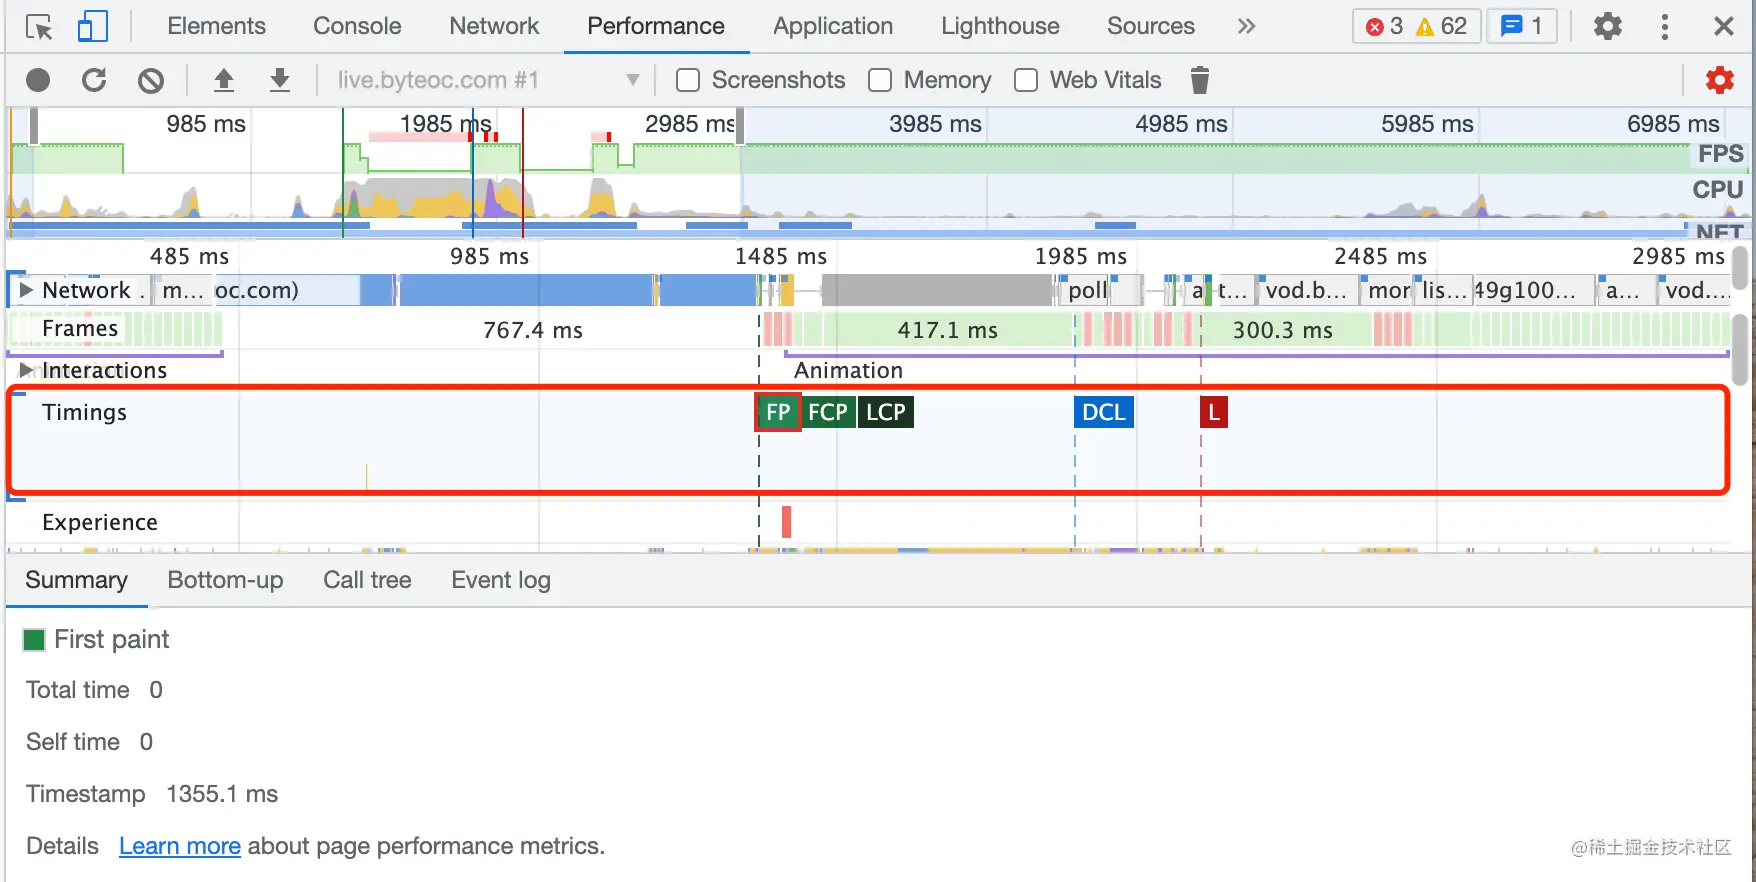 Elements Console Network Performance Application Lighthouse Sources » 3 62 1
live.byteoc.com #1 Screenshots Memory Web Vitals
985 ms 1985 ms 2985 ms 3985 ms 4985 ms 5985 ms 6985 ms
FPS
CPU
NET
485 ms 985 ms 1485 ms 1985 ms 2485 ms 2985 ms
Network . m... oc.com) poll a t... vod.b... mor lis... 49g100... a... vod....
Frames 767.4 ms 417.1 ms 300.3 ms
Interactions Animation
Timings FP FCP LCP DCL L
Experience
Summary Bottom-up Call tree Event log
First paint
Total time 0
Self time 0
Timestamp 1355.1 ms
Details Learn more about page performance metrics.
@稀土掘金技术社区